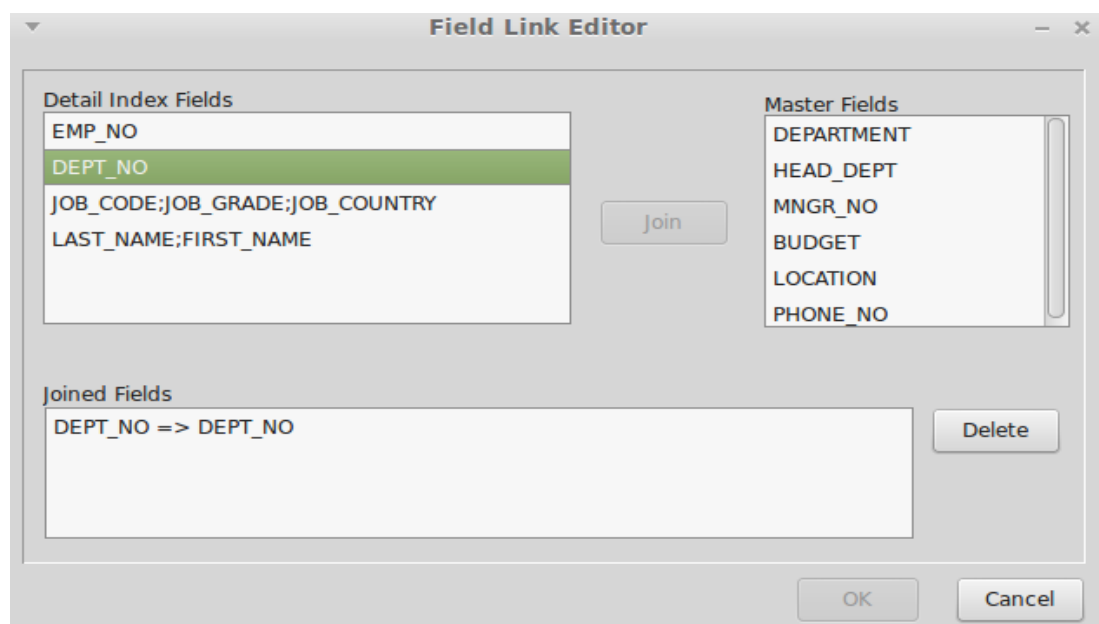 Field Link Editor
Detail Index Fields
EMP_NO
DEPT_NO
JOB_CODE;JOB_GRADE;JOB_COUNTRY
LAST_NAME;FIRST_NAME
Join
Master Fields
DEPARTMENT
HEAD_DEPT
MNGR_NO
BUDGET
LOCATION
PHONE_NO
Joined Fields
DEPT_NO => DEPT_NO
Delete
OK
Cancel